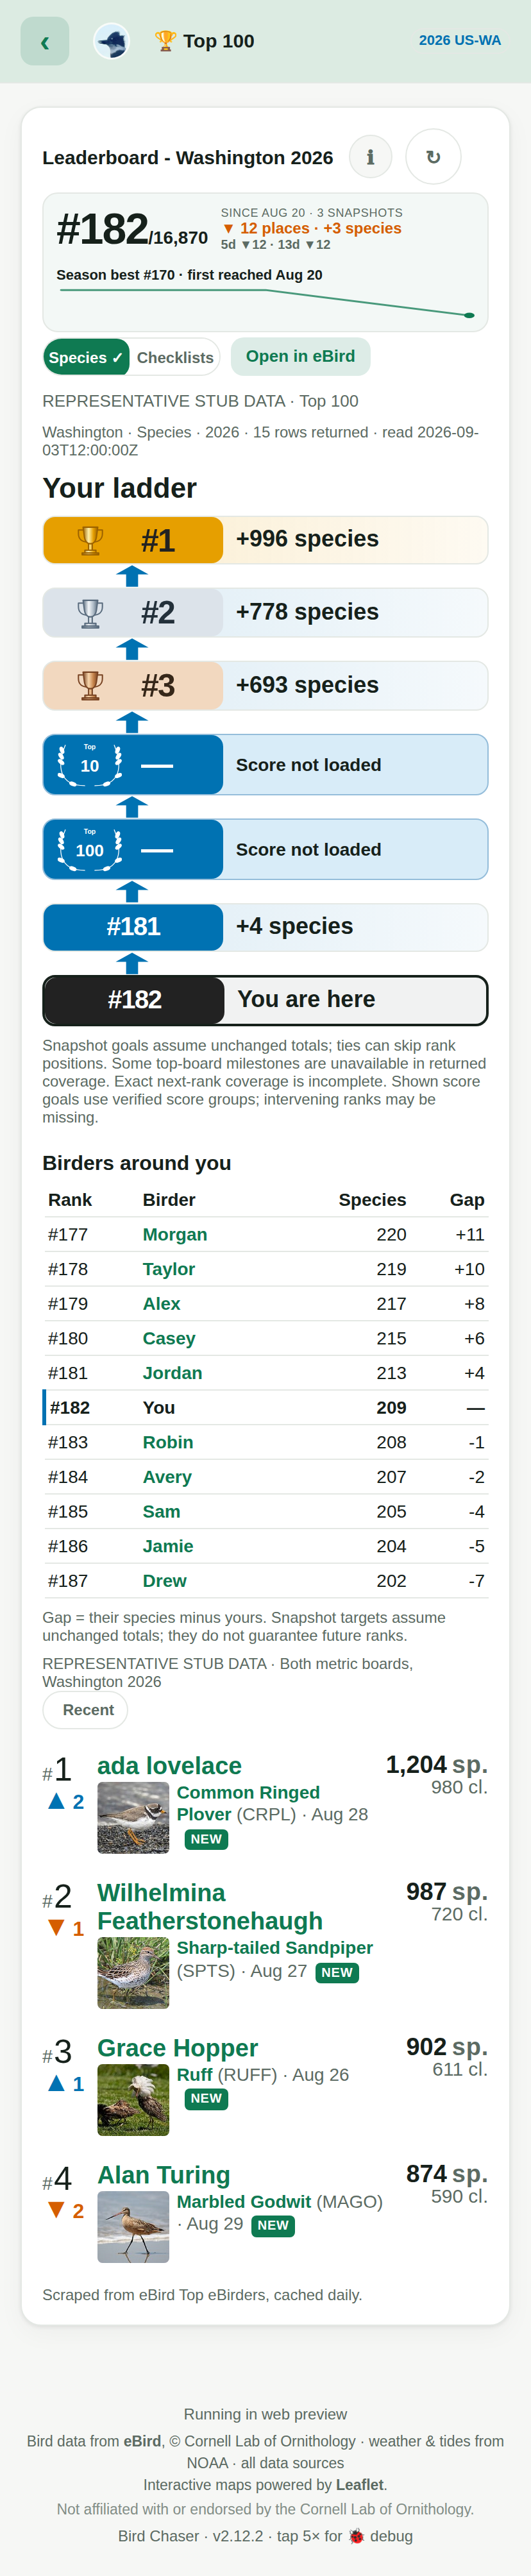 ‹ 🏆 Top 100 2026 US-WA
Leaderboard - Washington 2026 ℹ ↻
#182/16,870
SINCE AUG 20 · 3 SNAPSHOTS
▼ 12 places · +3 species
5d ▼12 · 13d ▼12
Season best #170 · first reached Aug 20
Species ✓ Checklists Open in eBird
REPRESENTATIVE STUB DATA · Top 100
Washington · Species · 2026 · 15 rows returned · read 2026-09-
03T12:00:00Z
Your ladder
#1 +996 species
#2 +778 species
#3 +693 species
Top
10 — Score not loaded
Top
100 — Score not loaded
#181 +4 species
#182 You are here
Snapshot goals assume unchanged totals; ties can skip rank
positions. Some top-board milestones are unavailable in returned
coverage. Exact next-rank coverage is incomplete. Shown score
goals use verified score groups; intervening ranks may be
missing.
Birders around you
Rank Birder Species Gap
#177 Morgan 220 +11
#178 Taylor 219 +10
#179 Alex 217 +8
#180 Casey 215 +6
#181 Jordan 213 +4
#182 You 209 —
#183 Robin 208 -1
#184 Avery 207 -2
#185 Sam 205 -4
#186 Jamie 204 -5
#187 Drew 202 -7
Gap = their species minus yours. Snapshot targets assume
unchanged totals; they do not guarantee future ranks.
REPRESENTATIVE STUB DATA · Both metric boards,
Washington 2026
Recent
#1 ada lovelace 1,204 sp.
▲ 2 980 cl.
Common Ringed
Plover (CRPL) · Aug 28
NEW
#2 Wilhelmina 987 sp.
▼ 1 Featherstonehaugh 720 cl.
Sharp-tailed Sandpiper
(SPTS) · Aug 27 NEW
#3 Grace Hopper 902 sp.
▲ 1 Ruff (RUFF) · Aug 26 611 cl.
NEW
#4 Alan Turing 874 sp.
▼ 2 590 cl.
Marbled Godwit (MAGO)
· Aug 29 NEW
Scraped from eBird Top eBirders, cached daily.
Running in web preview
Bird data from eBird, © Cornell Lab of Ornithology · weather & tides from
NOAA · all data sources
Interactive maps powered by Leaflet.
Not affiliated with or endorsed by the Cornell Lab of Ornithology.
Bird Chaser · v2.12.2 · tap 5× for 🐞 debug